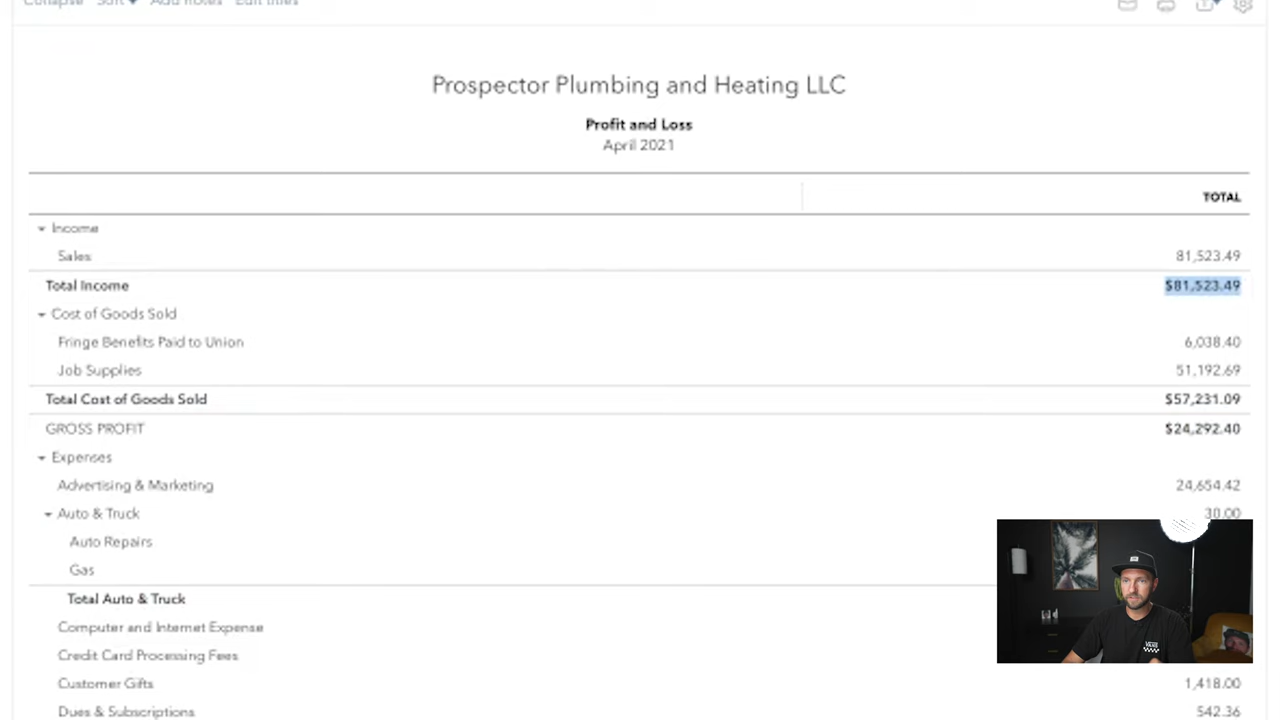 Collapse Sort Add notes Edit titles
Prospector Plumbing and Heating LLC
Profit and Loss
April 2021
TOTAL
Income
Sales 81,523.49
Total Income $81,523.49
Cost of Goods Sold
Fringe Benefits Paid to Union 6,038.40
Job Supplies 51,192.69
Total Cost of Goods Sold $57,231.09
GROSS PROFIT $24,292.40
Expenses
Advertising & Marketing 24,654.42
Auto & Truck 30.00
Auto Repairs
Gas
Total Auto & Truck
Computer and Internet Expense
Credit Card Processing Fees
Customer Gifts 1,418.00
Dues & Subscriptions 542.36
VANS